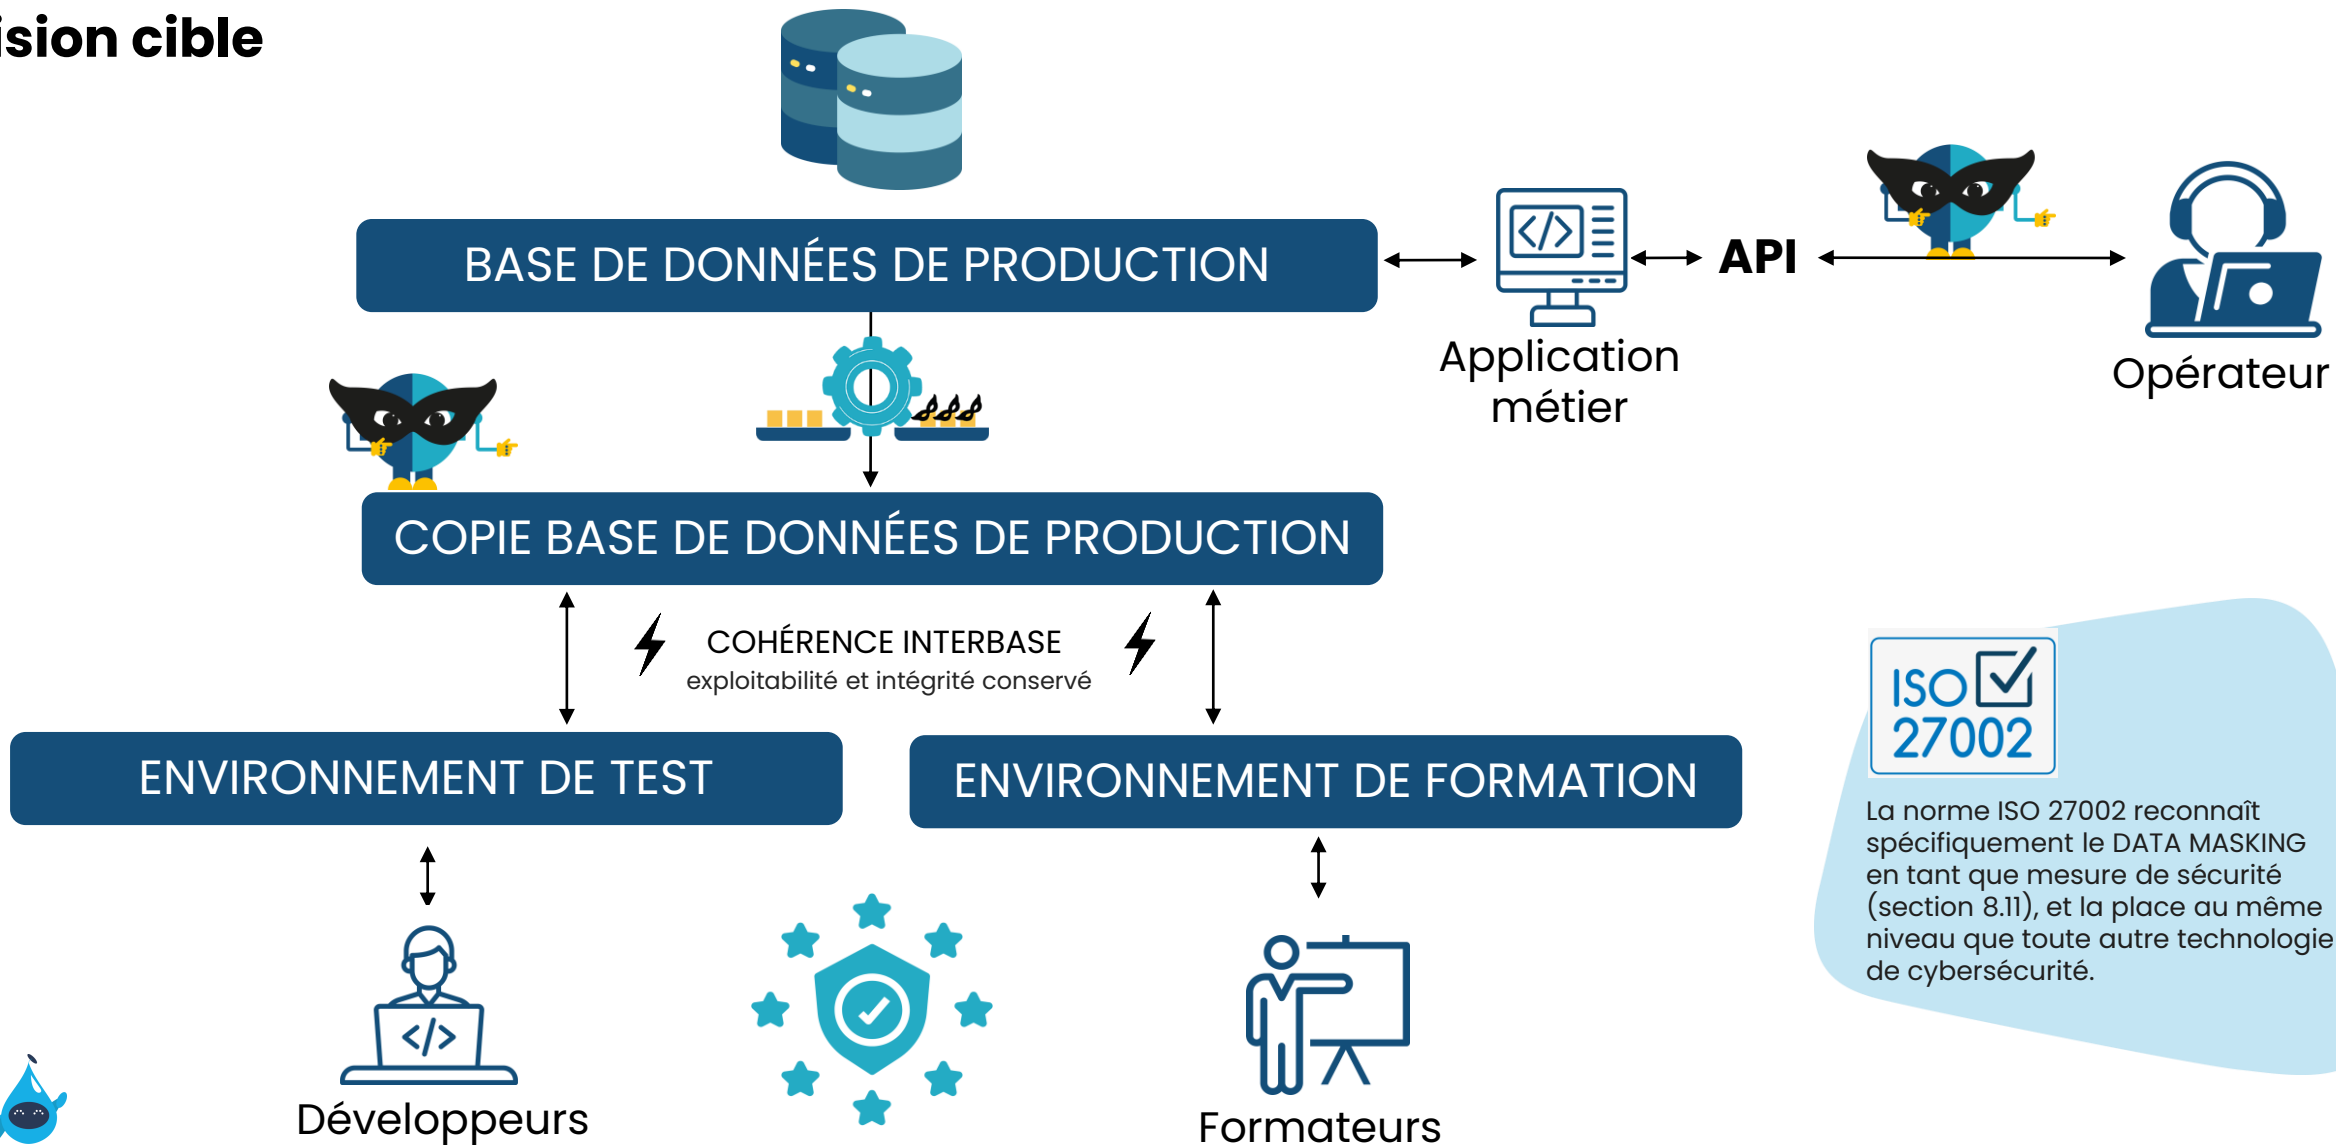 ision cible
BASE DE DONNÉES DE PRODUCTION
API
Application
métier
Opérateur
COPIE BASE DE DONNÉES DE PRODUCTION
COHÉRENCE INTERBASE
exploitabilité et intégrité conservé
ENVIRONNEMENT DE TEST
ENVIRONNEMENT DE FORMATION
ISO
27002
La norme ISO 27002 reconnaît
spécifiquement le DATA MASKING
en tant que mesure de sécurité
(section 8.11), et la place au même
niveau que toute autre technologie
de cybersécurité.
</>
</>
Développeurs
Formateurs